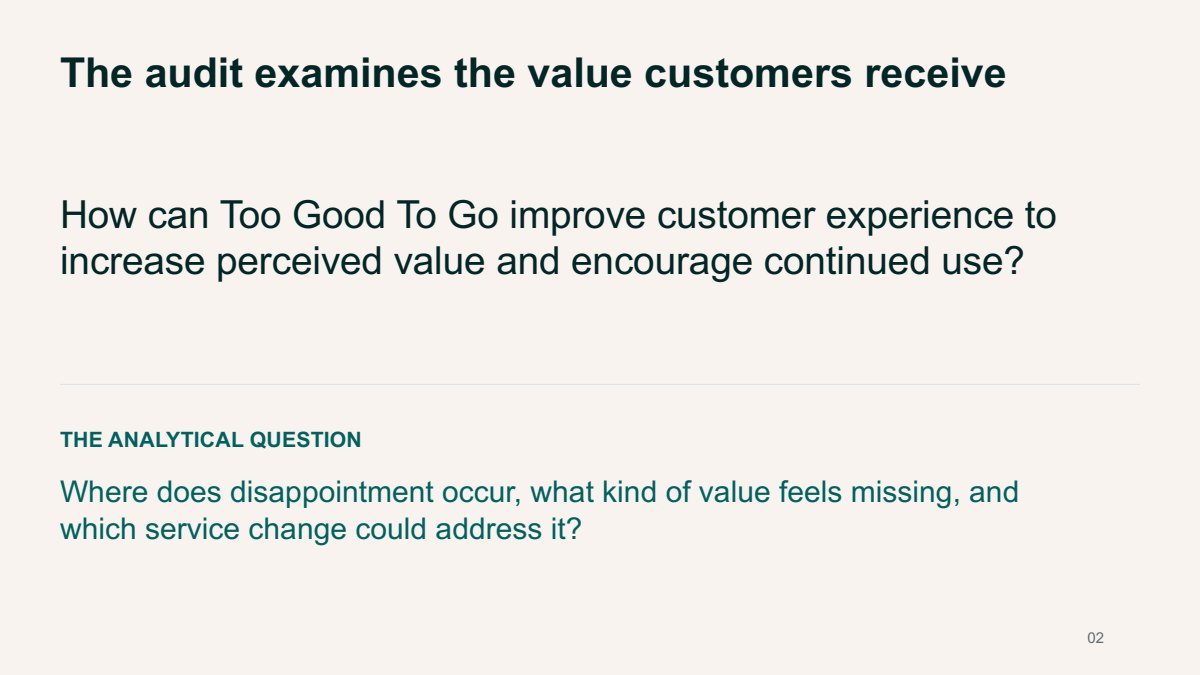 The audit examines the value customers receive
How can Too Good To Go improve customer experience to
increase perceived value and encourage continued use?
THE ANALYTICAL QUESTION
Where does disappointment occur, what kind of value feels missing, and
which service change could address it?
02